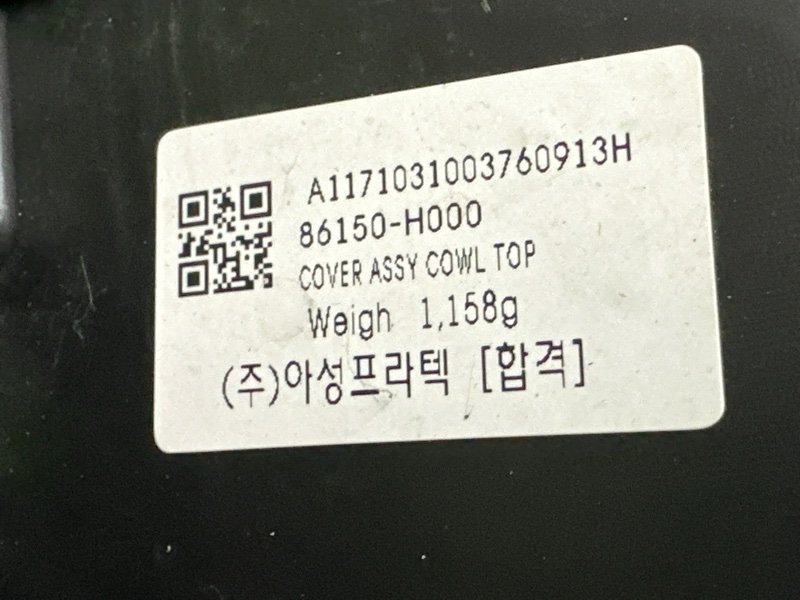 A1171031003760913H
86150-H000
COVER ASSY COWL TOP
Weigh 1,158g
(주)아성프라텍 [합격]